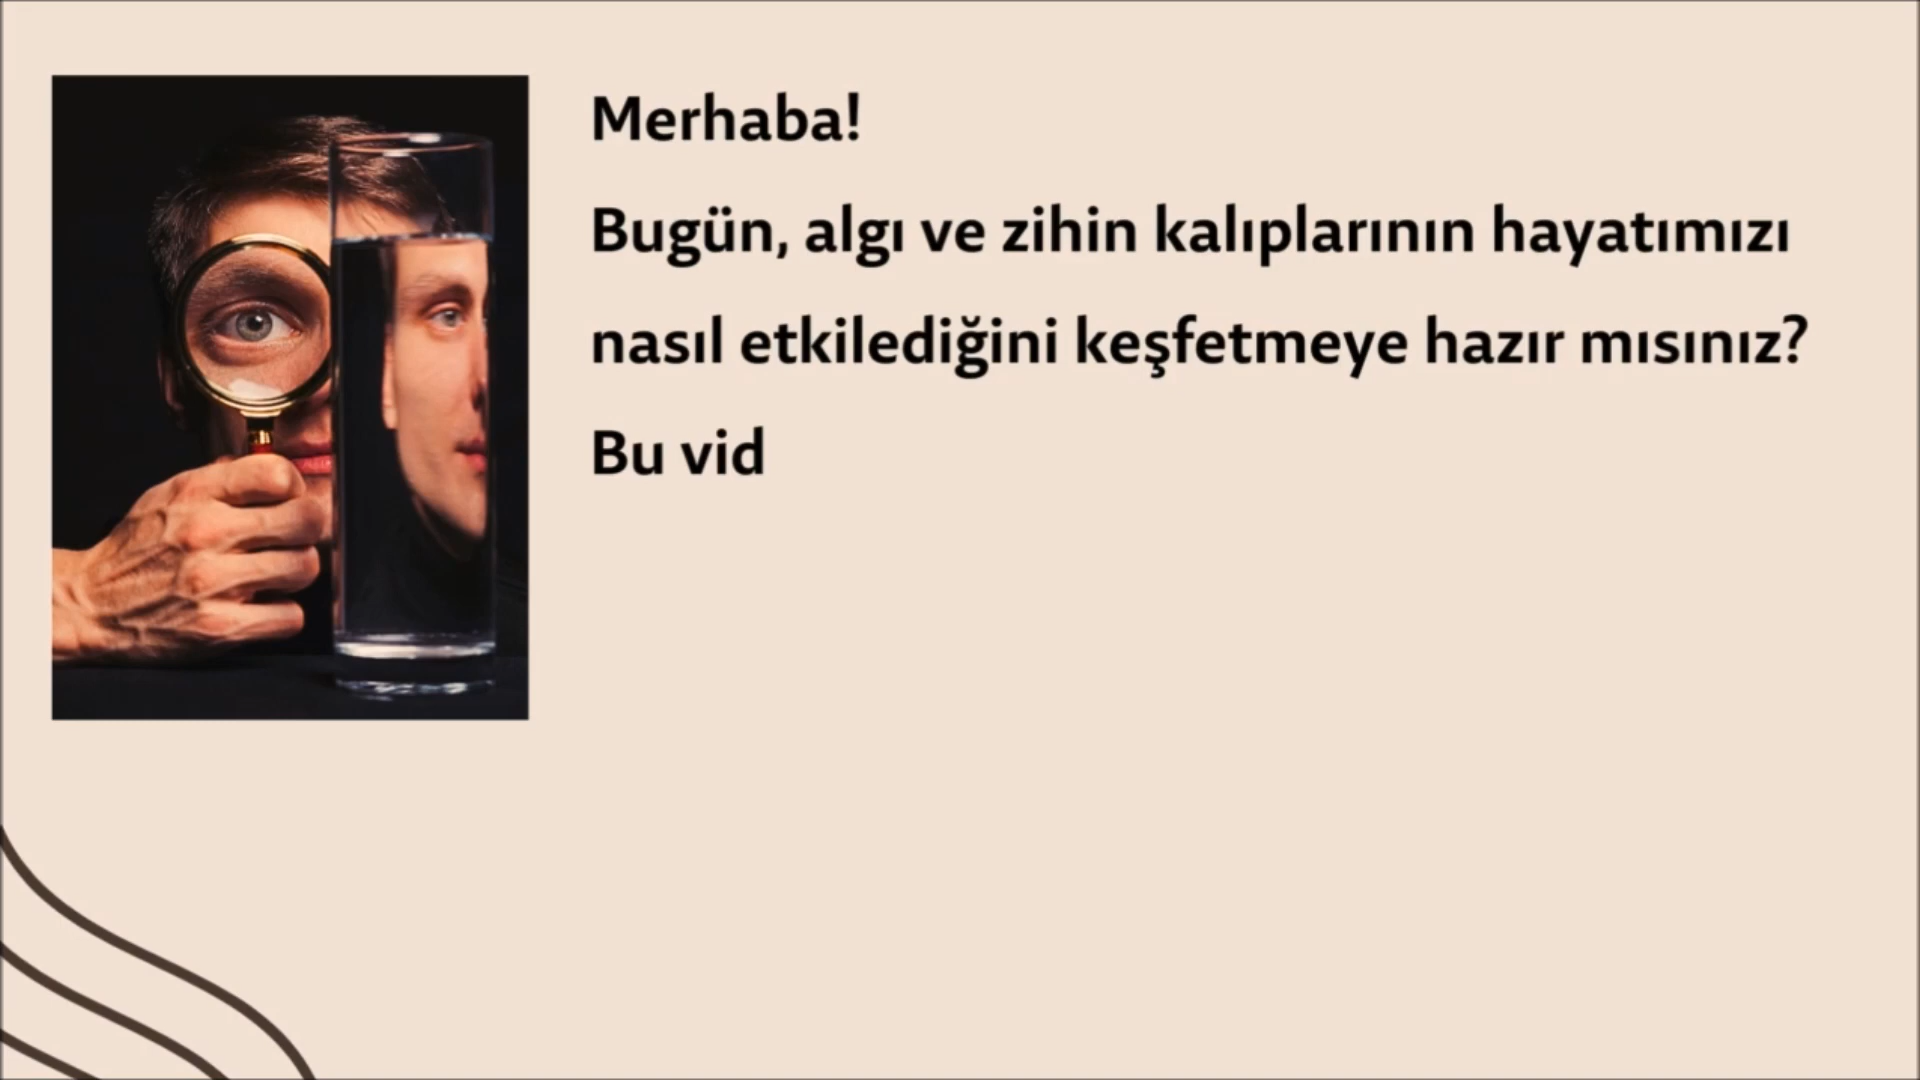 Merhaba!
Bugün, algı ve zihin kalıplarının hayatımızı
nasıl etkilediğini keşfetmeye hazır mısınız?
Bu vid